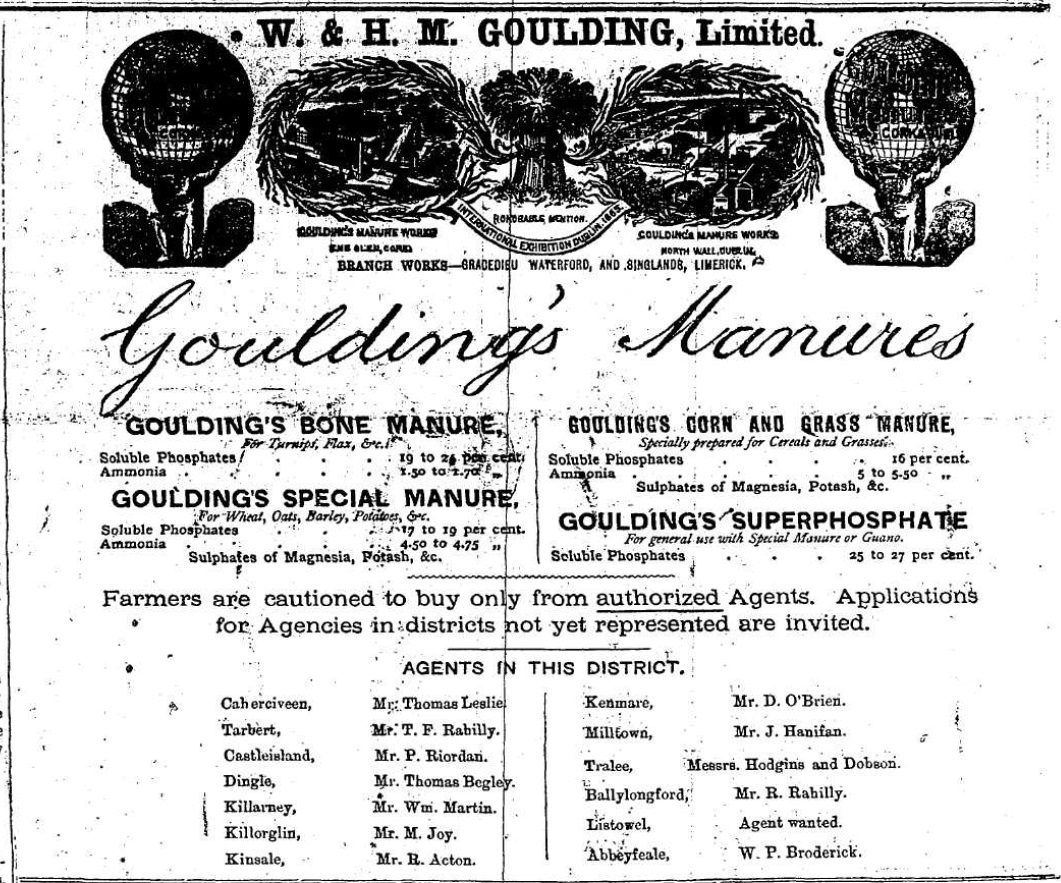 W. & H. M. GOULDING, Limited.
CORK & DUBLIN
HONORABLE MENTION.
INTERNATIONAL EXHIBITION DUBLIN. 1865.
GOULDING'S MANURE WORKS
THE GLEN, CORK
GOULDING'S MANURE WORKS
NORTH WALL, DUBLIN.
BRANCH WORKS—GRACEDIEU WATERFORD, AND SINGLANDS, LIMERICK.
Goulding's Manures
GOULDING'S BONE MANURE,
For Turnips, Flax, &c.
Soluble Phosphates . . . . 19 to 21 per cent.
Ammonia . . . . 1.50 to 1.70 „
GOULDING'S SPECIAL MANURE,
For Wheat, Oats, Barley, Potatoes, &c.
Soluble Phosphates . . . 17 to 19 per cent.
Ammonia . . . . 4.50 to 4.75 „
Sulphates of Magnesia, Potash, &c.
GOULDING'S CORN AND GRASS MANURE,
Specially prepared for Cereals and Grasses.
Soluble Phosphates . . . . 16 per cent.
Ammonia . . . . . 5 to 5.50 „
Sulphates of Magnesia, Potash, &c.
GOULDING'S SUPERPHOSPHATE
For general use with Special Manure or Guano.
Soluble Phosphates . . . 25 to 27 per cent.
Farmers are cautioned to buy only from authorized Agents. Applications
for Agencies in districts not yet represented are invited.
AGENTS IN THIS DISTRICT.
Caherciveen, Mr. Thomas Leslie
Tarbert, Mr. T. F. Rahilly.
Castleisland, Mr. P. Riordan.
Dingle, Mr. Thomas Begley.
Killarney, Mr. Wm. Martin.
Killorglin, Mr. M. Joy.
Kinsale, Mr. R. Acton.
Kenmare, Mr. D. O'Brien.
Milltown, Mr. J. Hanifan.
Tralee, Messrs. Hodgins and Dobson.
Ballylongford, Mr. R. Rahilly.
Listowel, Agent wanted.
Abbeyfeale, W. P. Broderick.